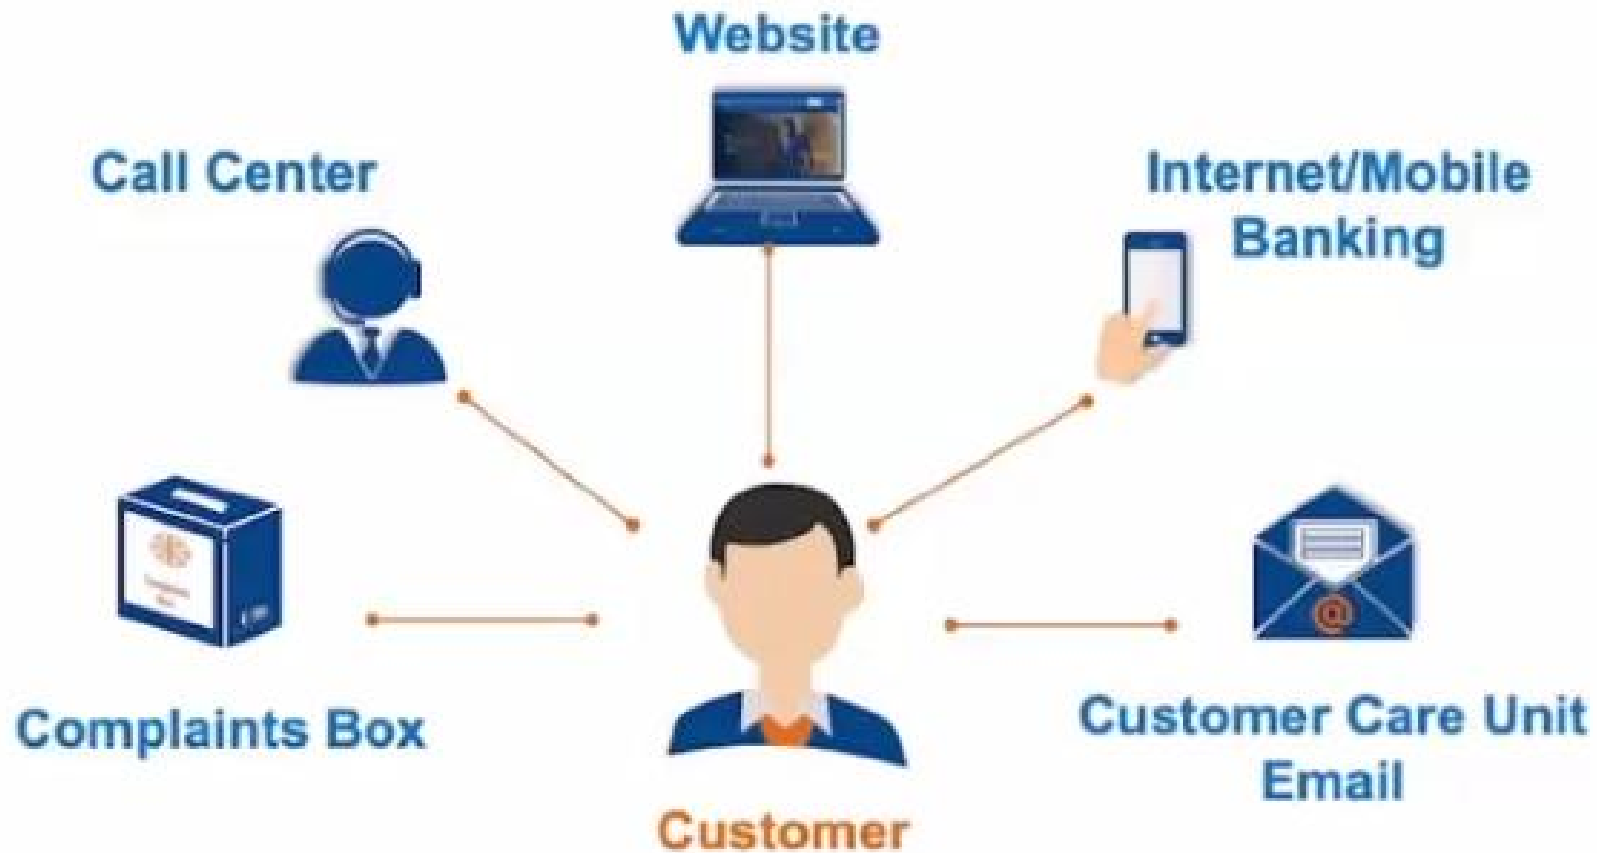 Website
Call Center
Internet/Mobile
Banking
Complaints Box
Customer Care Unit
Email
@
Customer